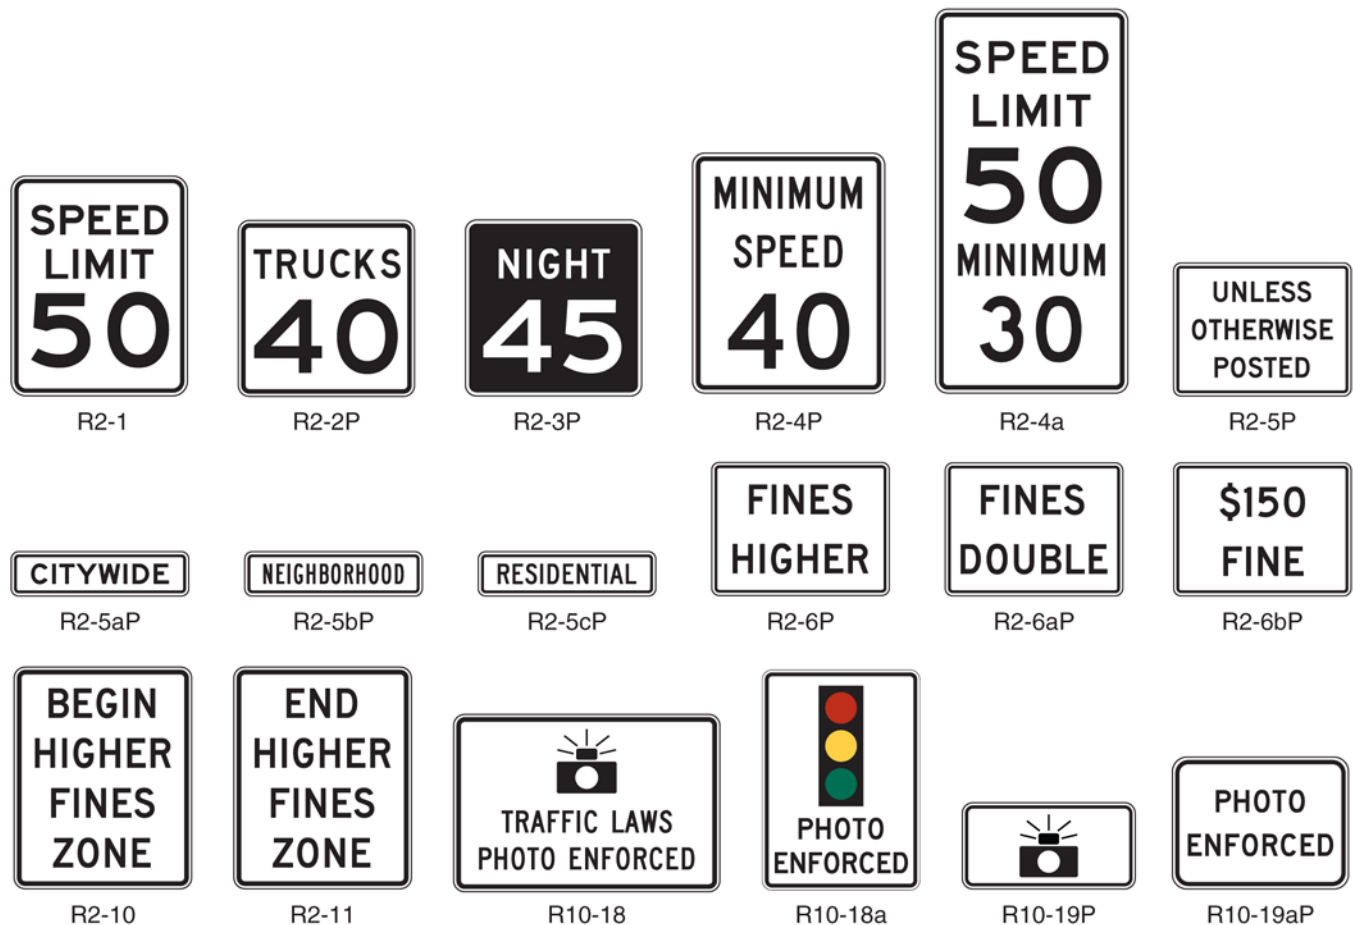 SPEED
LIMIT
50
R2-1
TRUCKS
40
R2-2P
NIGHT
45
R2-3P
MINIMUM
SPEED
40
R2-4P
SPEED
LIMIT
50
MINIMUM
30
R2-4a
UNLESS
OTHERWISE
POSTED
R2-5P
CITYWIDE
R2-5aP
NEIGHBORHOOD
R2-5bP
RESIDENTIAL
R2-5cP
FINES
HIGHER
R2-6P
FINES
DOUBLE
R2-6aP
$150
FINE
R2-6bP
BEGIN
HIGHER
FINES
ZONE
R2-10
END
HIGHER
FINES
ZONE
R2-11
TRAFFIC LAWS
PHOTO ENFORCED
R10-18
PHOTO
ENFORCED
R10-18a
R10-19P
PHOTO
ENFORCED
R10-19aP